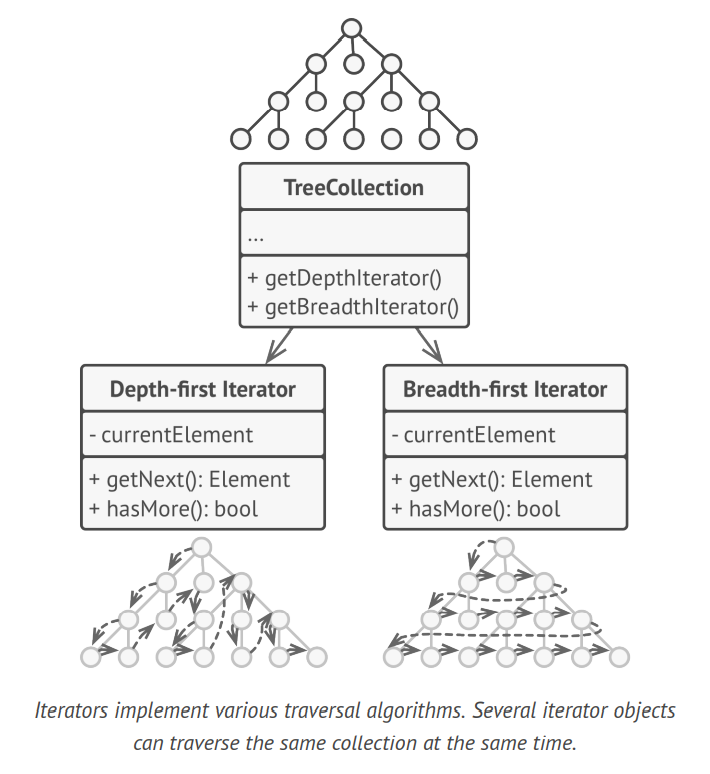 TreeCollection
...
+ getDepthIterator()
+ getBreadthIterator()
Depth-first Iterator
- currentElement
+ getNext(): Element
+ hasMore(): bool
Breadth-first Iterator
- currentElement
+ getNext(): Element
+ hasMore(): bool
Iterators implement various traversal algorithms. Several iterator objects
can traverse the same collection at the same time.